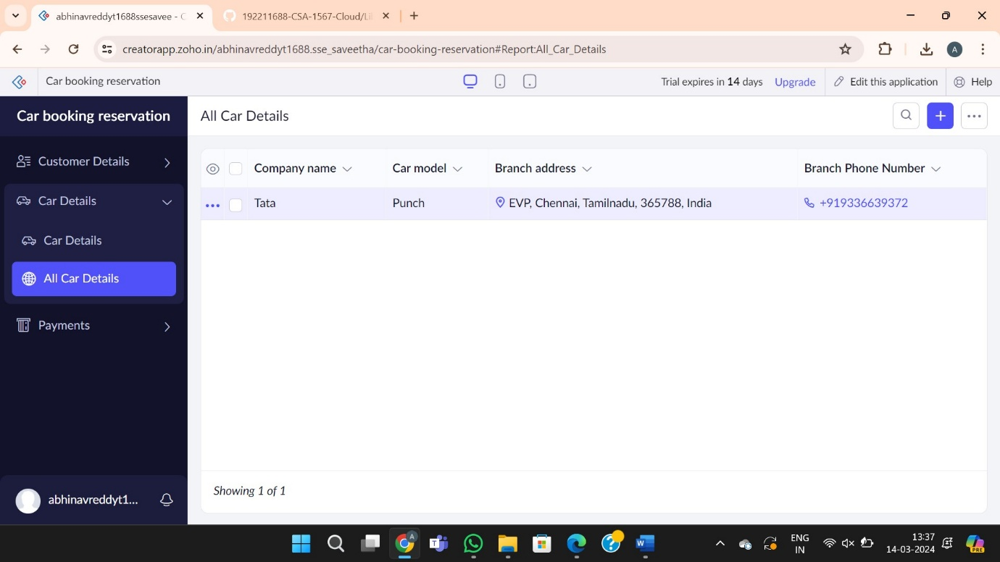 abhinavreddyt1688ssesavee - C
192211688-CSA-1567-Cloud/Li
creatorapp.zoho.in/abhinavreddyt1688.sse_saveetha/car-booking-reservation#Report:All_Car_Details
A
Car booking reservation
Trial expires in 14 days
Upgrade
Edit this application
Help
Car booking reservation
All Car Details
Customer Details
Car Details
Car Details
All Car Details
Payments
Company name
Car model
Branch address
Branch Phone Number
Tata
Punch
EVP, Chennai, Tamilnadu, 365788, India
+919336639372
Showing 1 of 1
abhinavreddyt1...
ENG
IN
13:37
14-03-2024
PRE